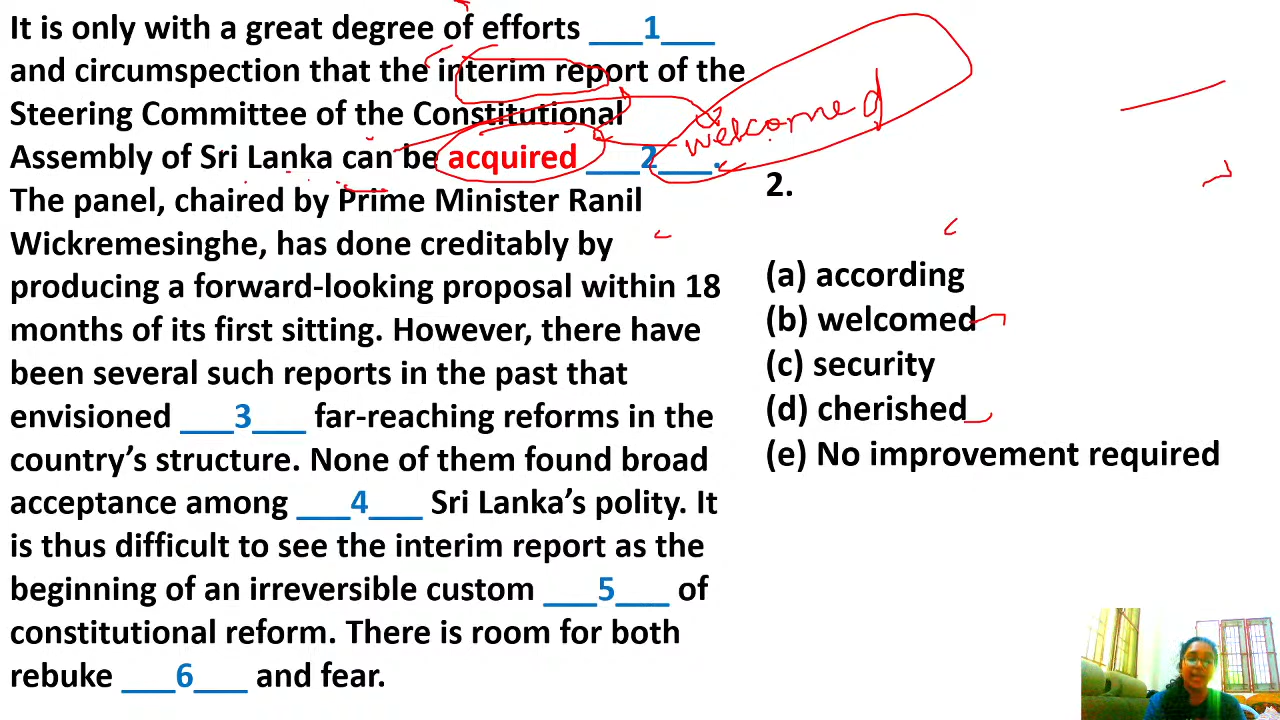 It is only with a great degree of efforts ___1___
and circumspection that the interim report of the
Steering Committee of the Constitutional
Assembly of Sri Lanka can be acquired ___2___.
welcomed
The panel, chaired by Prime Minister Ranil
Wickremesinghe, has done creditably by
producing a forward-looking proposal within 18
months of its first sitting. However, there have
been several such reports in the past that
envisioned ___3___ far-reaching reforms in the
country’s structure. None of them found broad
acceptance among ___4___ Sri Lanka’s polity. It
is thus difficult to see the interim report as the
beginning of an irreversible custom ___5___ of
constitutional reform. There is room for both
rebuke ___6___ and fear.
2.
(a) according
(b) welcomed
(c) security
(d) cherished
(e) No improvement required